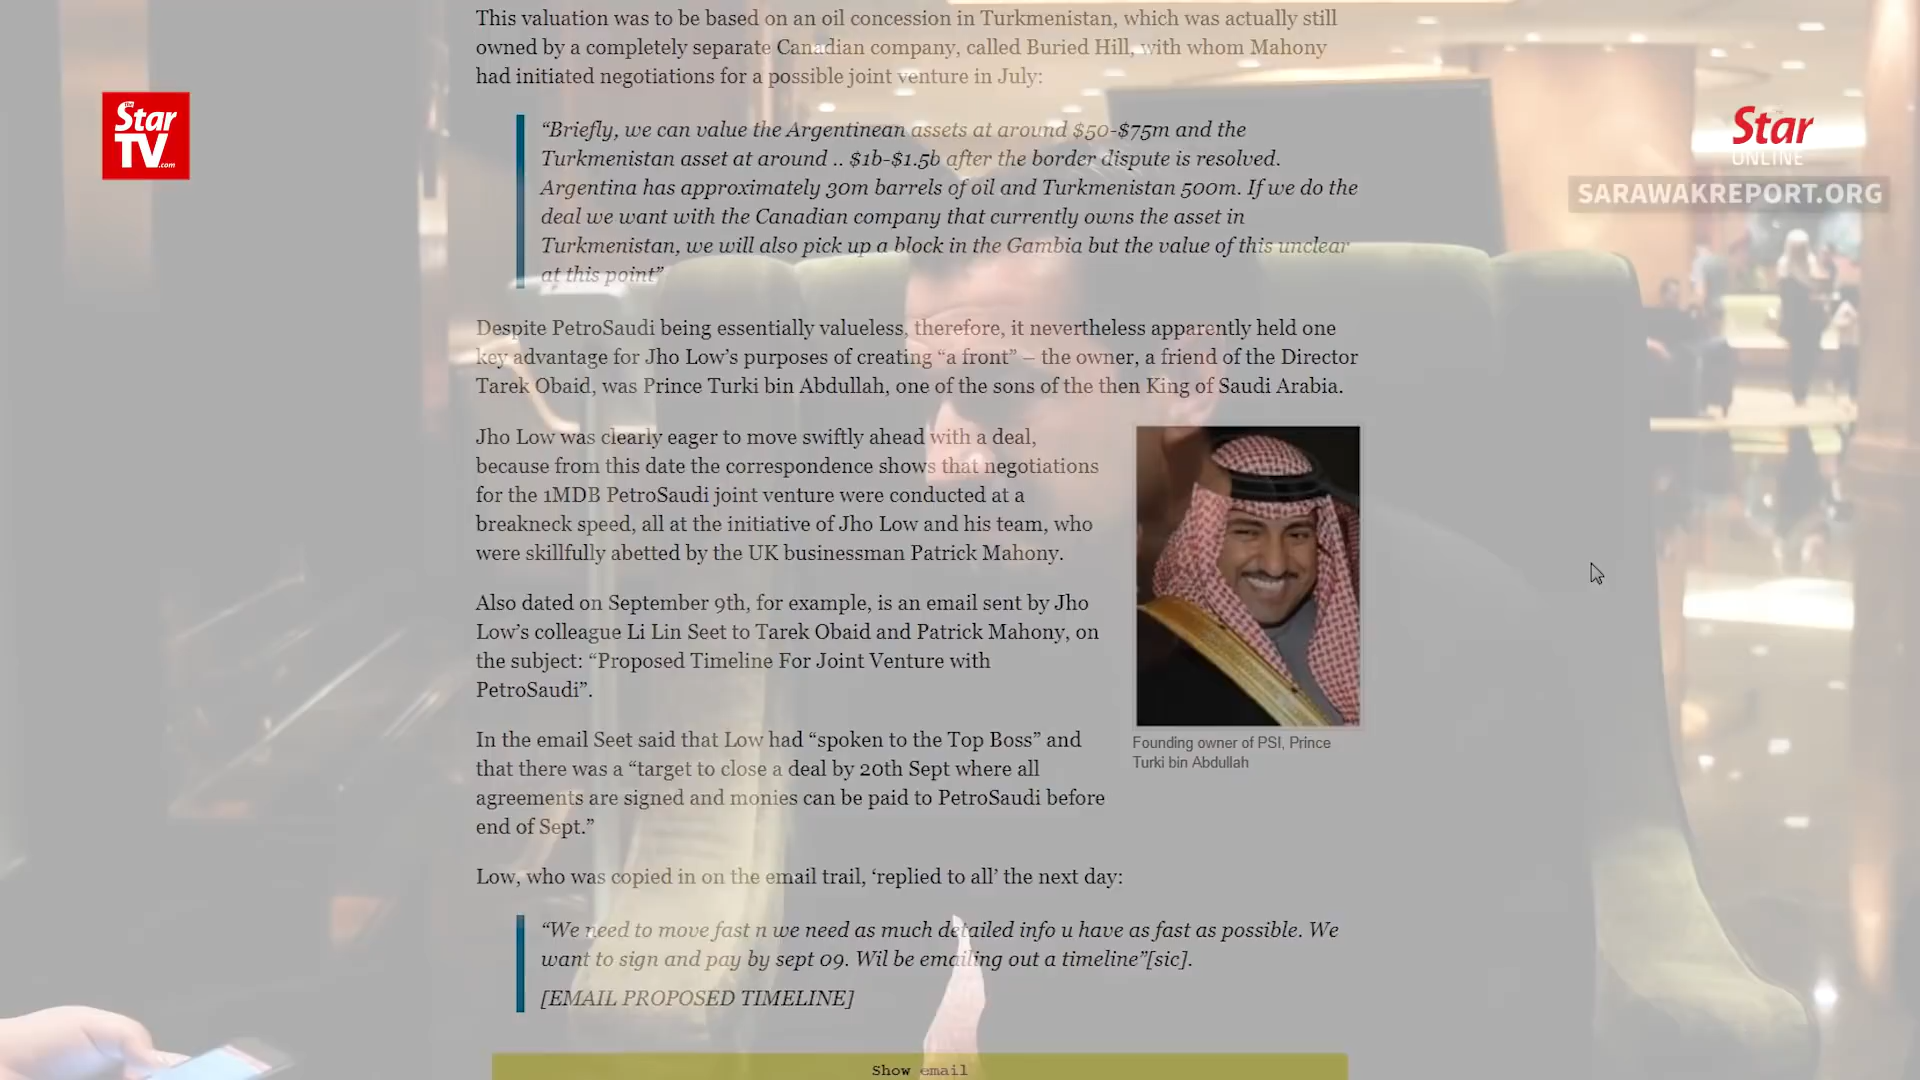 This valuation was to be based on an oil concession in Turkmenistan, which was actually still
owned by a completely separate Canadian company, called Buried Hill, with whom Mahony
had initiated negotiations for a possible joint venture in July:
The Star
TV.com
Star
ONLINE
SARAWAKREPORT.ORG
“Briefly, we can value the Argentinean assets at around $50-$75m and the
Turkmenistan asset at around .. $1b-$1.5b after the border dispute is resolved.
Argentina has approximately 30m barrels of oil and Turkmenistan 500m. If we do the
deal we want with the Canadian company that currently owns the asset in
Turkmenistan, we will also pick up a block in the Gambia but the value of this unclear
at this point”
Despite PetroSaudi being essentially valueless, therefore, it nevertheless apparently held one
key advantage for Jho Low’s purposes of creating “a front” – the owner, a friend of the Director
Tarek Obaid, was Prince Turki bin Abdullah, one of the sons of the then King of Saudi Arabia.
Jho Low was clearly eager to move swiftly ahead with a deal,
because from this date the correspondence shows that negotiations
for the 1MDB PetroSaudi joint venture were conducted at a
breakneck speed, all at the initiative of Jho Low and his team, who
were skillfully abetted by the UK businessman Patrick Mahony.
Also dated on September 9th, for example, is an email sent by Jho
Low’s colleague Li Lin Seet to Tarek Obaid and Patrick Mahony, on
the subject: “Proposed Timeline For Joint Venture with
PetroSaudi”.
In the email Seet said that Low had “spoken to the Top Boss” and
that there was a “target to close a deal by 20th Sept where all
agreements are signed and monies can be paid to PetroSaudi before
end of Sept.”
Founding owner of PSI, Prince
Turki bin Abdullah
Low, who was copied in on the email trail, ‘replied to all’ the next day:
“We need to move fast n we need as much detailed info u have as fast as possible. We
want to sign and pay by sept 09. Wil be emailing out a timeline”[sic].
[EMAIL PROPOSED TIMELINE]
Show email